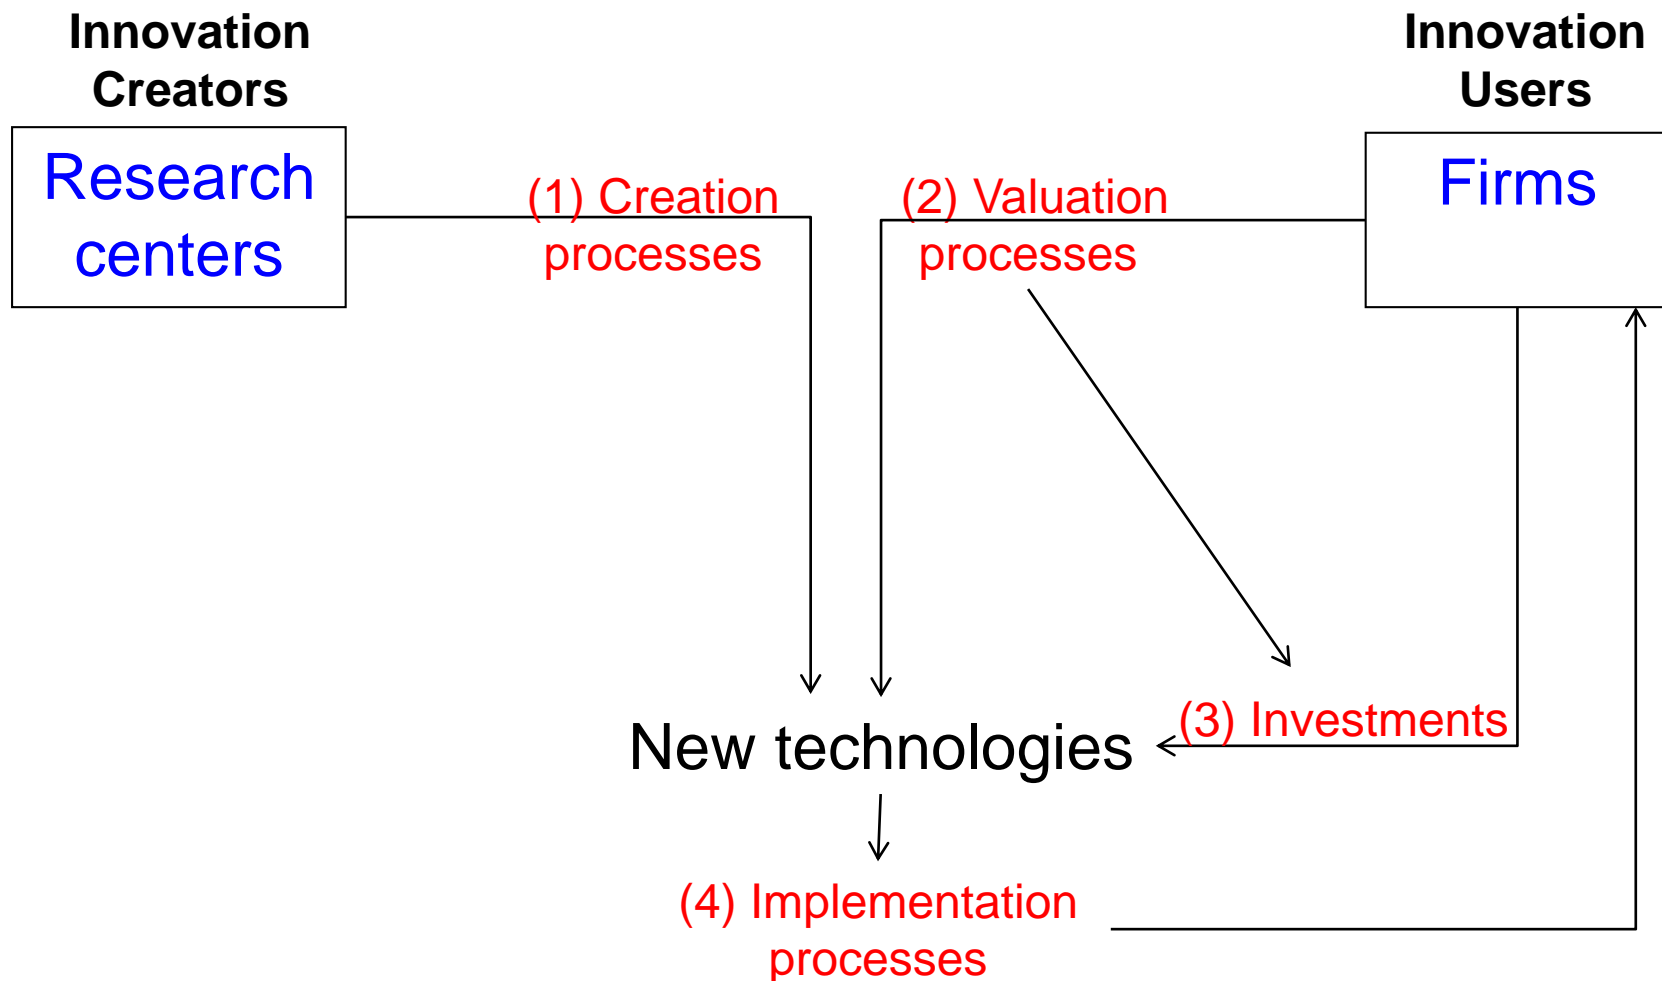 Innovation
Creators
Innovation
Users
Research
centers
Firms
(1) Creation
processes
(2) Valuation
processes
(3) Investments
New technologies
(4) Implementation
processes